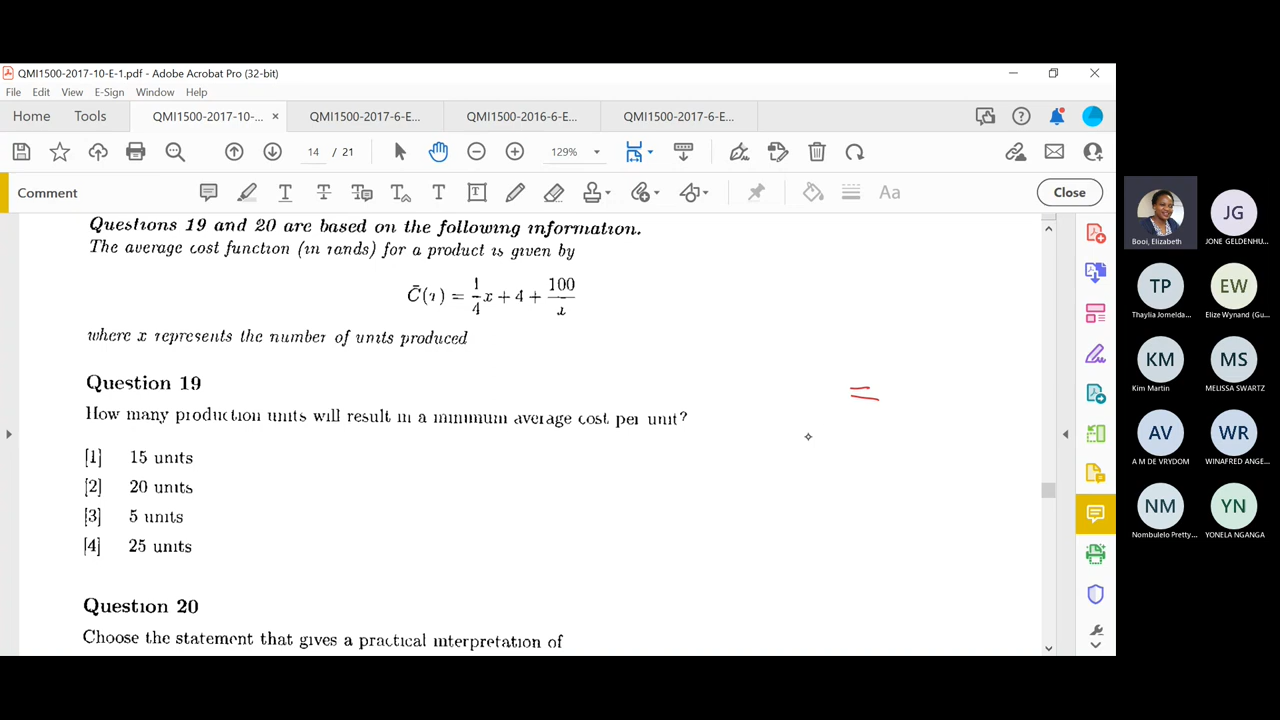 QMI1500-2017-10-E-1.pdf - Adobe Acrobat Pro (32-bit)
File Edit View Window E-Sign Help
Home Tools QMI1500-2017-10-... × QMI1500-2017-6-E... QMI1500-2016-6-E... QMI1500-2017-6-E...
14 / 21 129%
Comment Aa Close
Questions 19 and 20 are based on the following information.
The average cost function (in rands) for a product is given by
C̄(x) = 1/4 x + 4 + 100/x
where x represents the number of units produced
Question 19
=
How many production units will result in a minimum average cost per unit?
[1] 15 units
[2] 20 units
[3] 5 units
[4] 25 units
Question 20
Choose the statement that gives a practical interpretation of
Booi, Elizabeth
JG
JONE GELDENHU...
TP
Thaylia Jomelda...
EW
Elize Wynand (Gu...
KM
Kim Martin
MS
MELISSA SWARTZ
AV
A M DE VRYDOM
WR
WINAFRED ANGE...
NM
Nombulelo Pretty...
YN
YONELA NGANGA